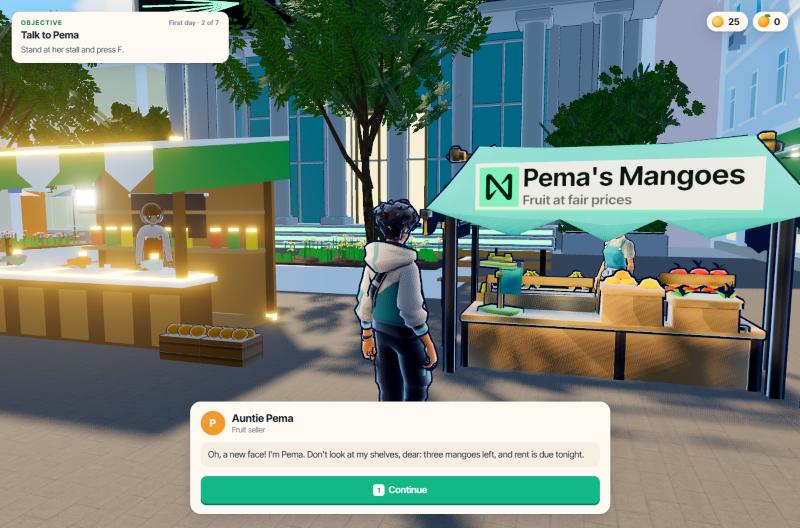 OBJECTIVE
First day · 2 of 7
Talk to Pema
Stand at her stall and press F.
25
0
N Pema's Mangoes
Fruit at fair prices
P
Auntie Pema
Fruit seller
Oh, a new face! I'm Pema. Don't look at my shelves, dear: three mangoes left, and rent is due tonight.
1 Continue